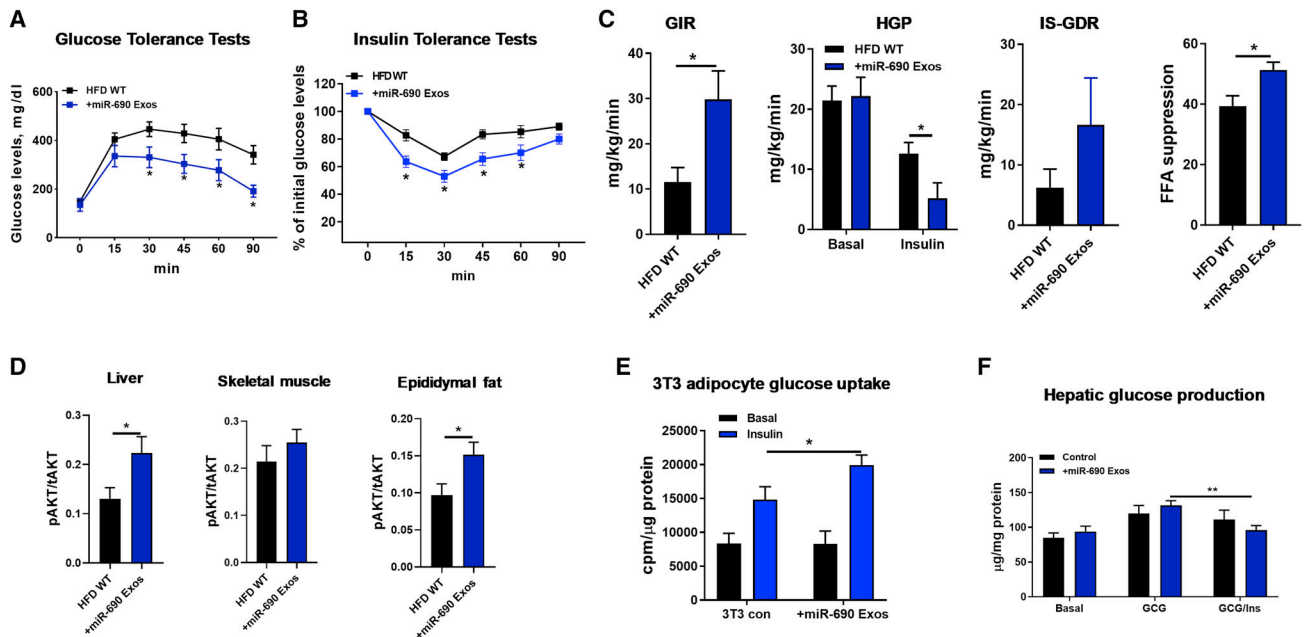 A
Glucose Tolerance Tests
HFD WT
+miR-690 Exos
Glucose levels, mg/dl
600
400
200
0
0 15 30 45 60 90
min
* * * *
B
Insulin Tolerance Tests
HFD WT
+miR-690 Exos
% of initial glucose levels
120
100
80
60
40
20
0 15 30 45 60 90
min
* * * * *
C
GIR
mg/kg/min
40
30
20
10
0
*
HFD WT
+miR-690 Exos
HGP
HFD WT
+miR-690 Exos
mg/kg/min
30
20
10
0
*
Basal Insulin
IS-GDR
mg/kg/min
30
20
10
0
HFD WT
+miR-690 Exos
FFA suppression
60
40
20
0
*
HFD WT
+miR-690 Exos
D
Liver
pAKT/tAKT
0.3
0.2
0.1
0.0
*
HFD WT
+miR-690 Exos
Skeletal muscle
pAKT/tAKT
0.3
0.2
0.1
0.0
HFD WT
+miR-690 Exos
Epididymal fat
pAKT/tAKT
0.20
0.15
0.10
0.05
0.00
*
HFD WT
+miR-690 Exos
E
3T3 adipocyte glucose uptake
Basal
Insulin
cpm/μg protein
25000
20000
15000
10000
5000
0
*
3T3 con +miR-690 Exos
F
Hepatic glucose production
Control
+miR-690 Exos
μg/mg protein
200
150
100
50
0
**
Basal GCG GCG/Ins